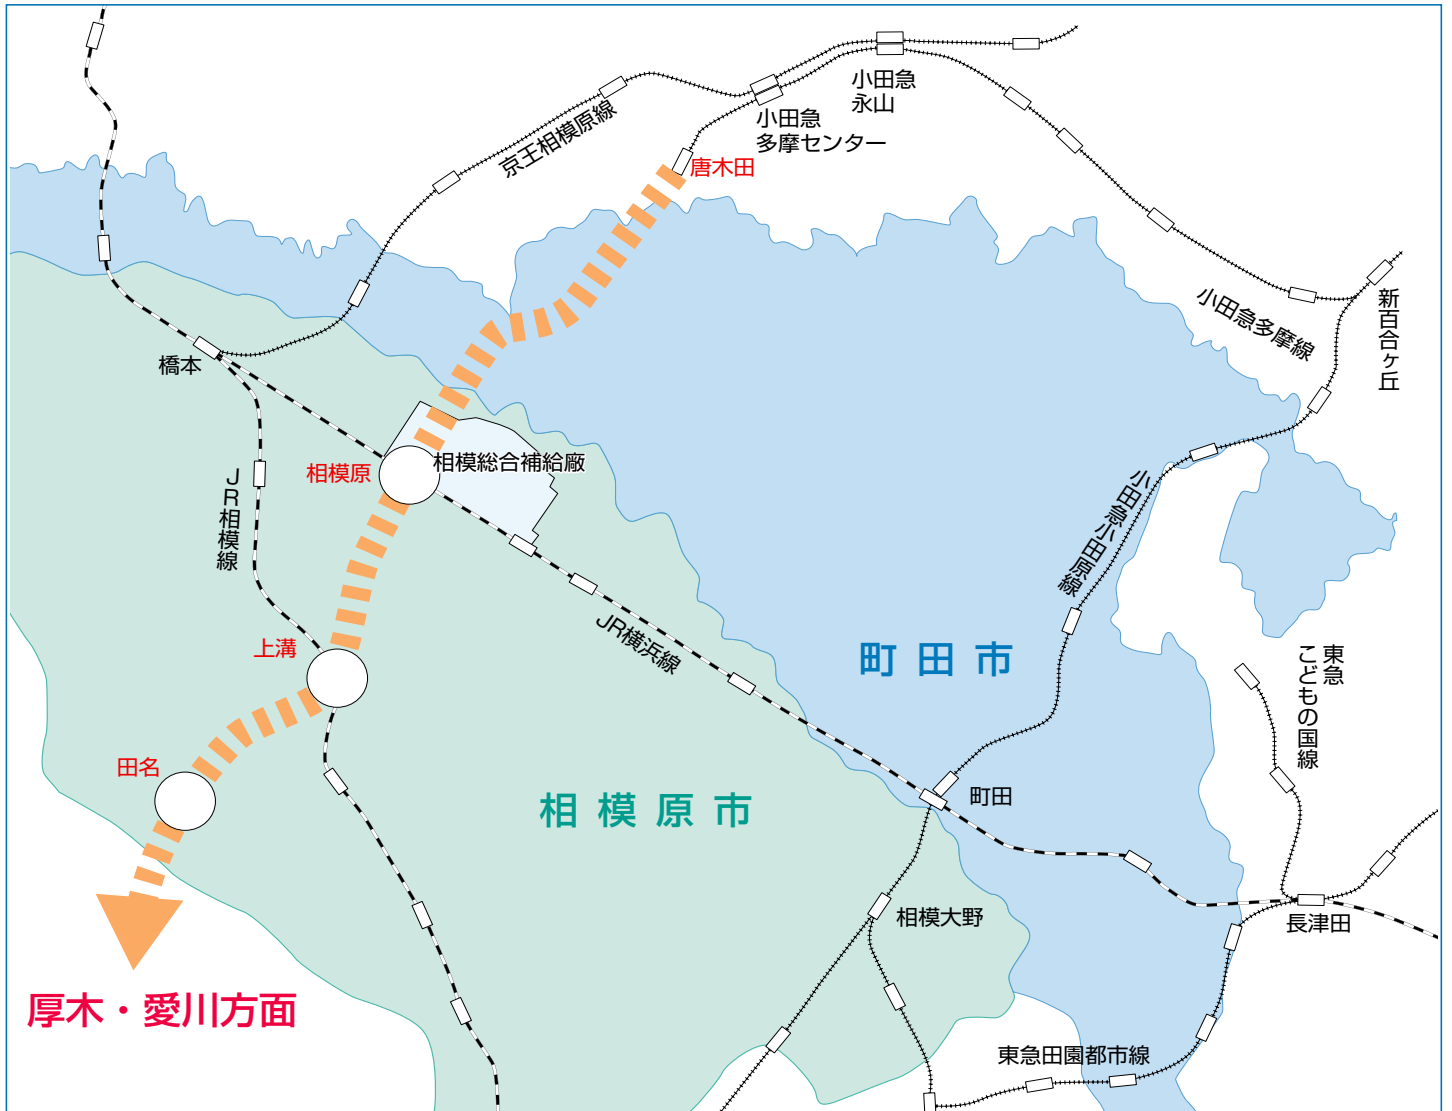 小田急
永山
小田急
多摩センター
京王相模原線
唐木田
小田急多摩線
新百合ヶ丘
橋本
相模原
相模総合補給廠
JR相模線
小田急小田原線
上溝
JR横浜線
町田市
東急
こどもの国線
田名
相模原市
町田
相模大野
長津田
厚木・愛川方面
東急田園都市線